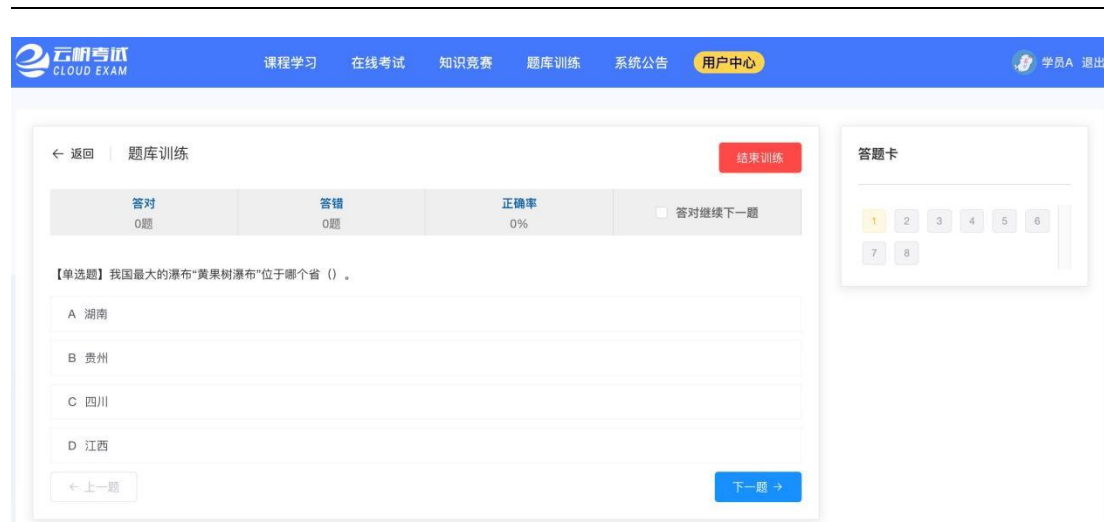 云帆考试
CLOUD EXAM
课程学习 在线考试 知识竞赛 题库训练 系统公告 用户中心 学员A 退出
← 返回 题库训练 结束训练
答对 答错 正确率 答对继续下一题
0题 0题 0%
【单选题】我国最大的瀑布“黄果树瀑布”位于哪个省（）。
A 湖南
B 贵州
C 四川
D 江西
← 上一题 下一题 →
答题卡
1 2 3 4 5 6
7 8